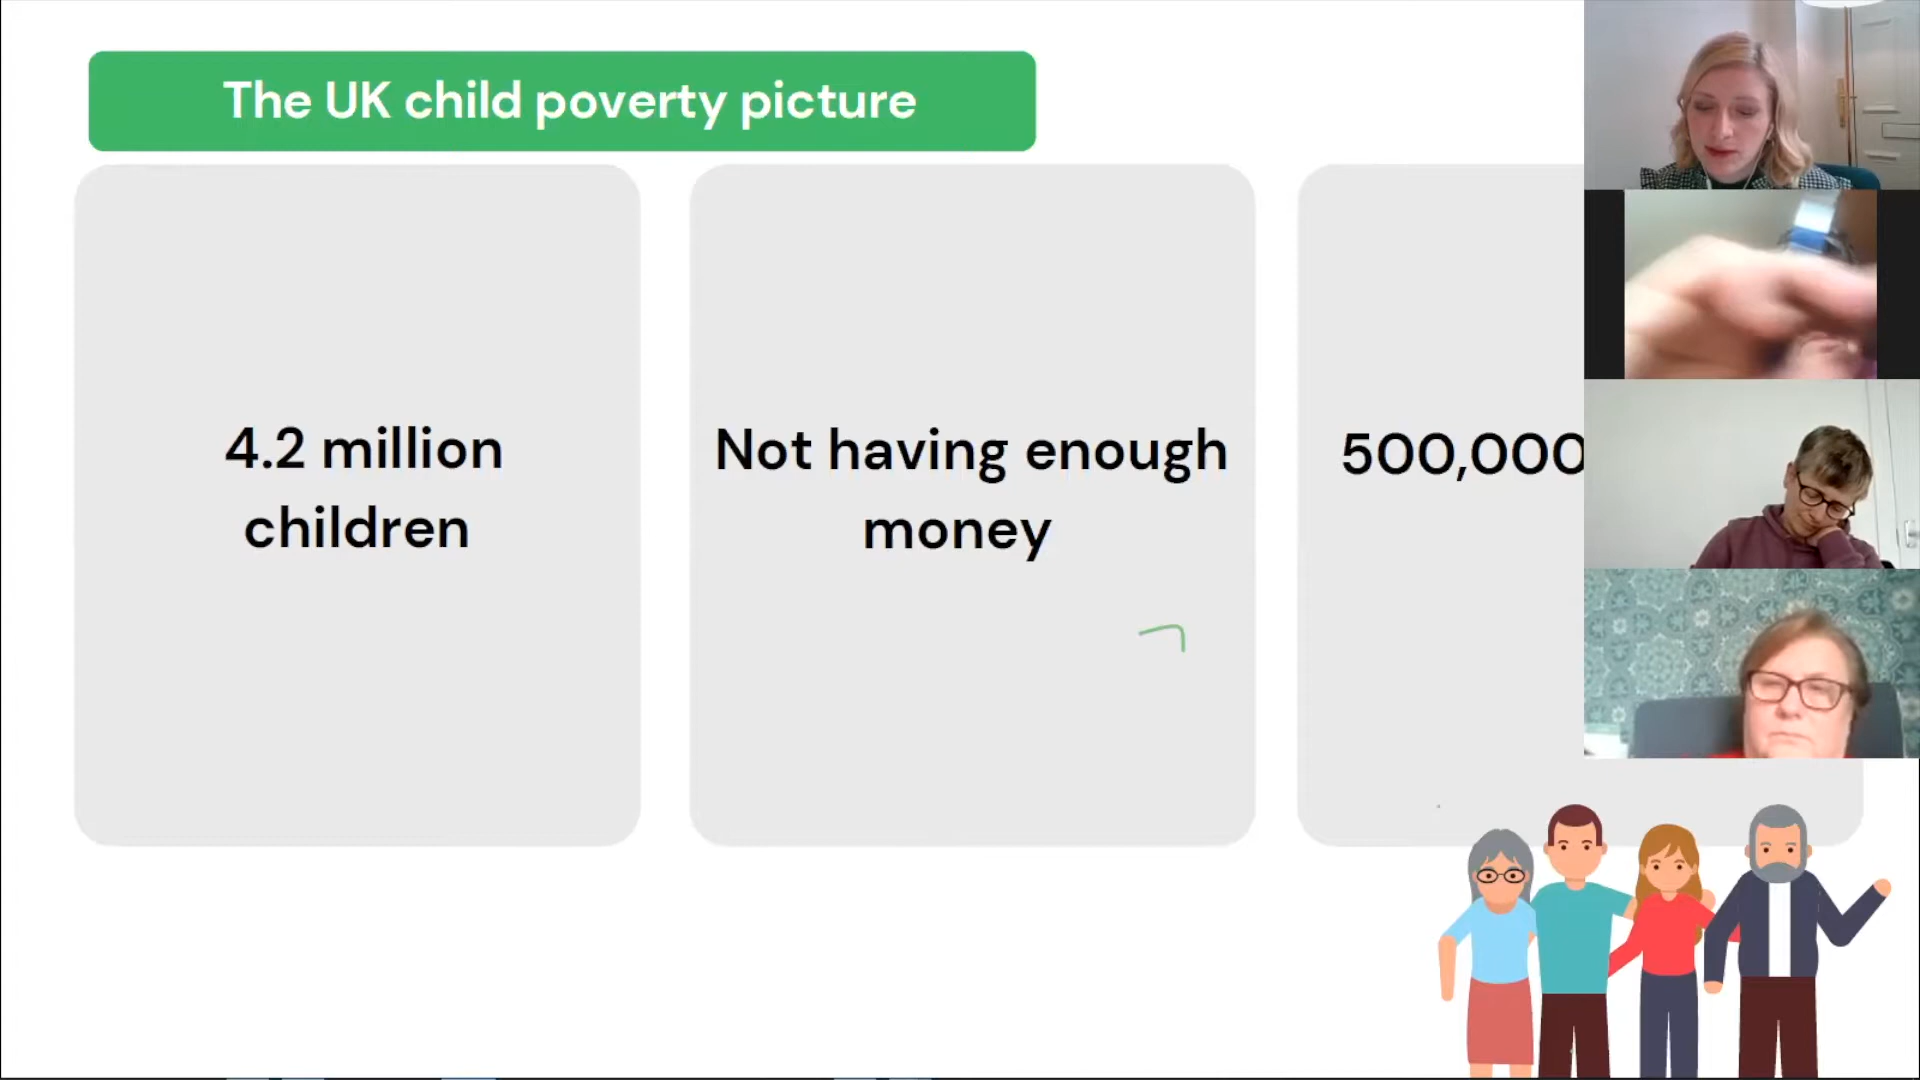 The UK child poverty picture
4.2 million
children
Not having enough
money
500,000